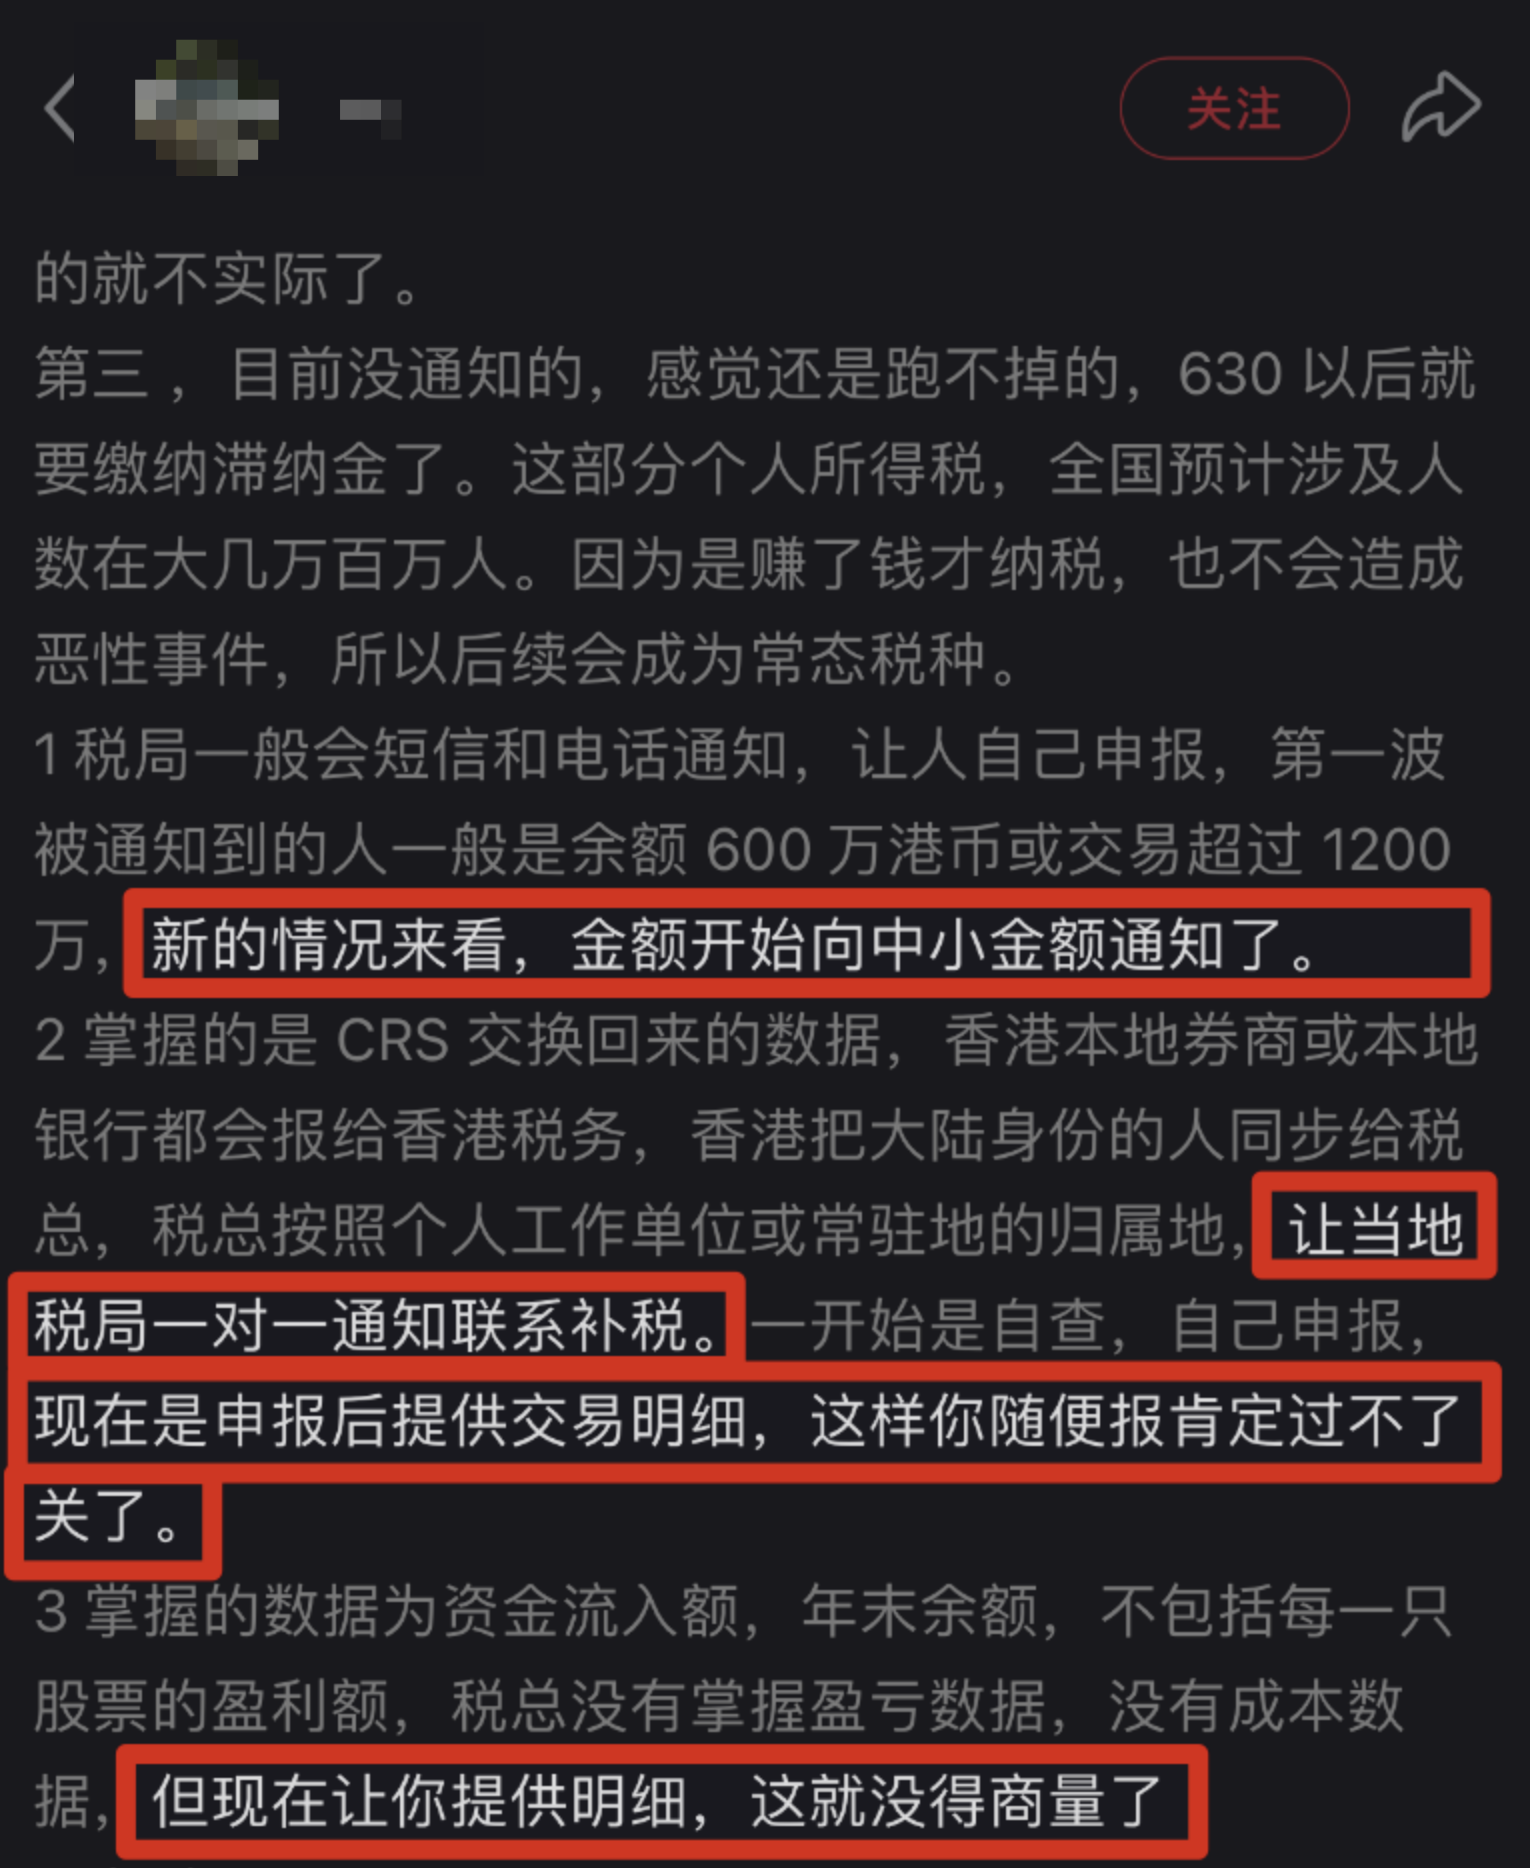 关注
的就不实际了。
第三，目前没通知的，感觉还是跑不掉的，630 以后就
要缴纳滞纳金了。这部分个人所得税，全国预计涉及人
数在大几万百万人。因为是赚了钱才纳税，也不会造成
恶性事件，所以后续会成为常态税种。
1 税局一般会短信和电话通知，让人自己申报，第一波
被通知到的人一般是余额 600 万港币或交易超过 1200
万，新的情况来看，金额开始向中小金额通知了。
2 掌握的是 CRS 交换回来的数据，香港本地券商或本地
银行都会报给香港税务，香港把大陆身份的人同步给税
总，税总按照个人工作单位或常驻地的归属地，让当地
税局一对一通知联系补税。一开始是自查，自己申报，
现在是申报后提供交易明细，这样你随便报肯定过不了
关了。
3 掌握的数据为资金流入额，年末余额，不包括每一只
股票的盈利额，税总没有掌握盈亏数据，没有成本数
据，但现在让你提供明细，这就没得商量了